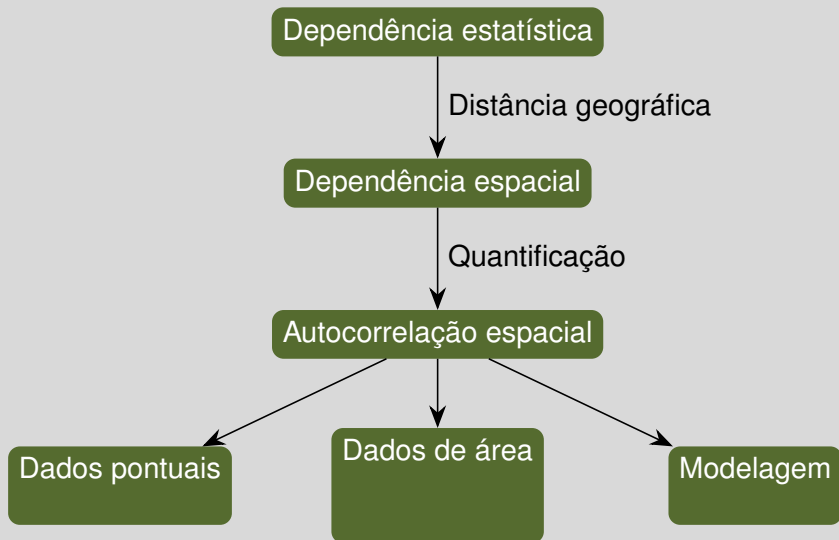 Dependência estatística
Distância geográfica
Dependência espacial
Quantificação
Autocorrelação espacial
Dados pontuais
Dados de área
Modelagem